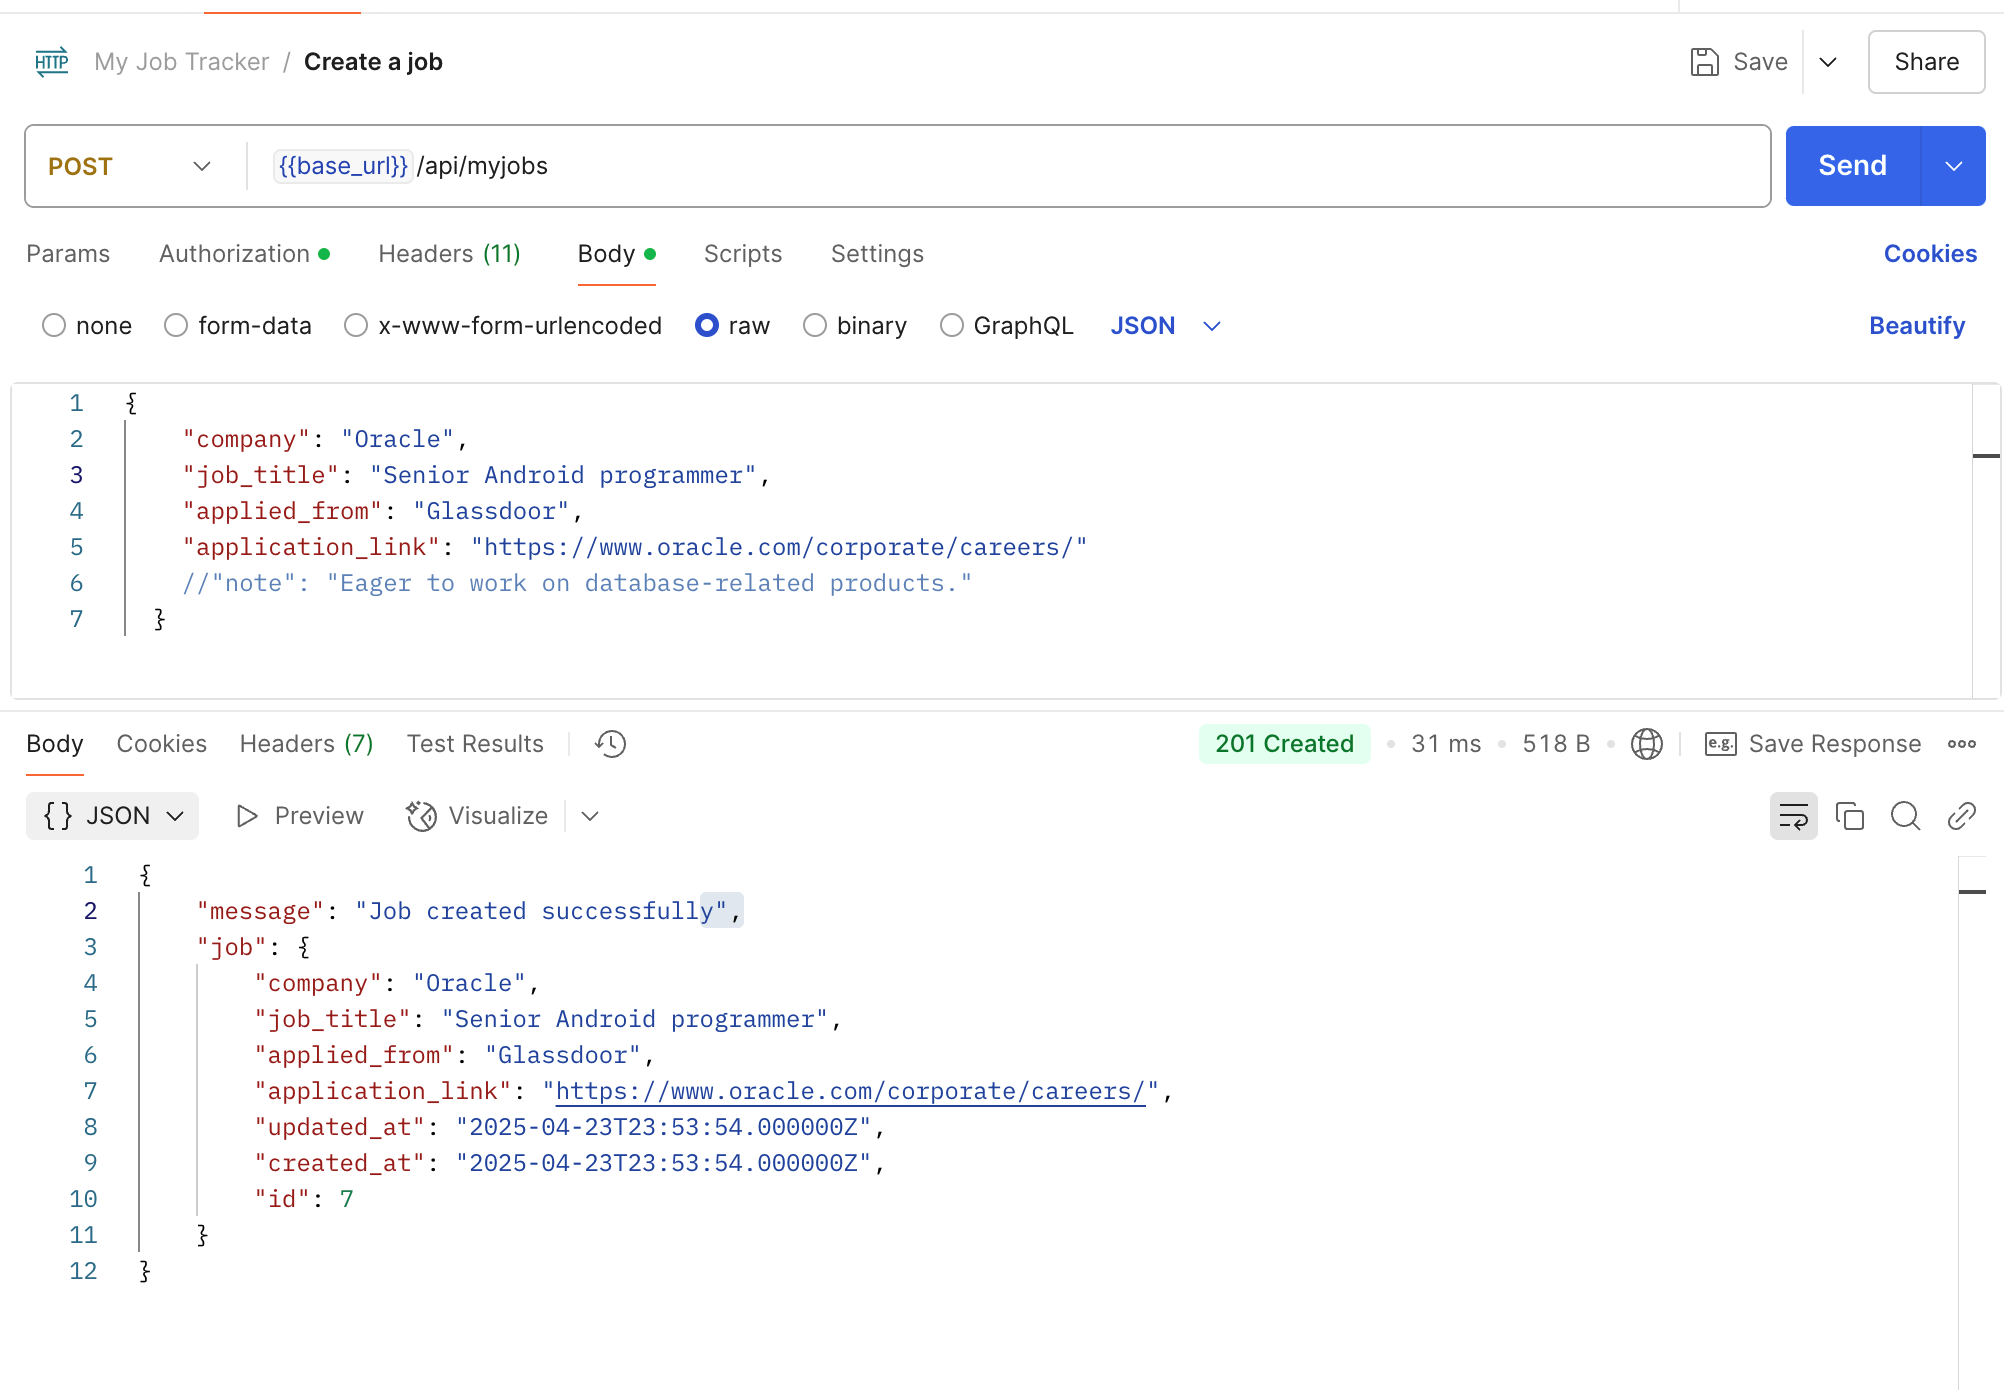 HTTP My Job Tracker / Create a job Save Share
POST {{base_url}} /api/myjobs Send
Params Authorization Headers (11) Body Scripts Settings Cookies
none form-data x-www-form-urlencoded raw binary GraphQL JSON Beautify
1 {
2 "company": "Oracle",
3 "job_title": "Senior Android programmer",
4 "applied_from": "Glassdoor",
5 "application_link": "https://www.oracle.com/corporate/careers/"
6 //"note": "Eager to work on database-related products."
7 }
Body Cookies Headers (7) Test Results 201 Created 31 ms 518 B e.g. Save Response
{} JSON Preview Visualize
1 {
2 "message": "Job created successfully",
3 "job": {
4 "company": "Oracle",
5 "job_title": "Senior Android programmer",
6 "applied_from": "Glassdoor",
7 "application_link": "https://www.oracle.com/corporate/careers/",
8 "updated_at": "2025-04-23T23:53:54.000000Z",
9 "created_at": "2025-04-23T23:53:54.000000Z",
10 "id": 7
11 }
12 }